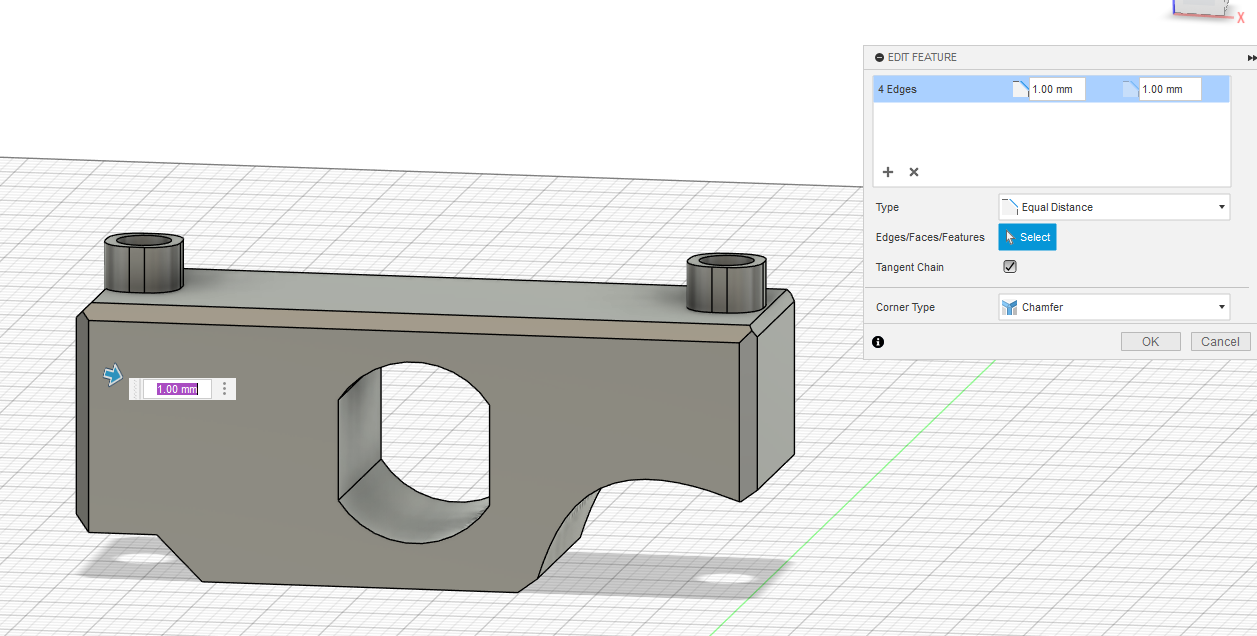 X
EDIT FEATURE
4 Edges 1.00 mm 1.00 mm
Type Equal Distance
Edges/Faces/Features Select
Tangent Chain
Corner Type Chamfer
OK Cancel
1.00 mm